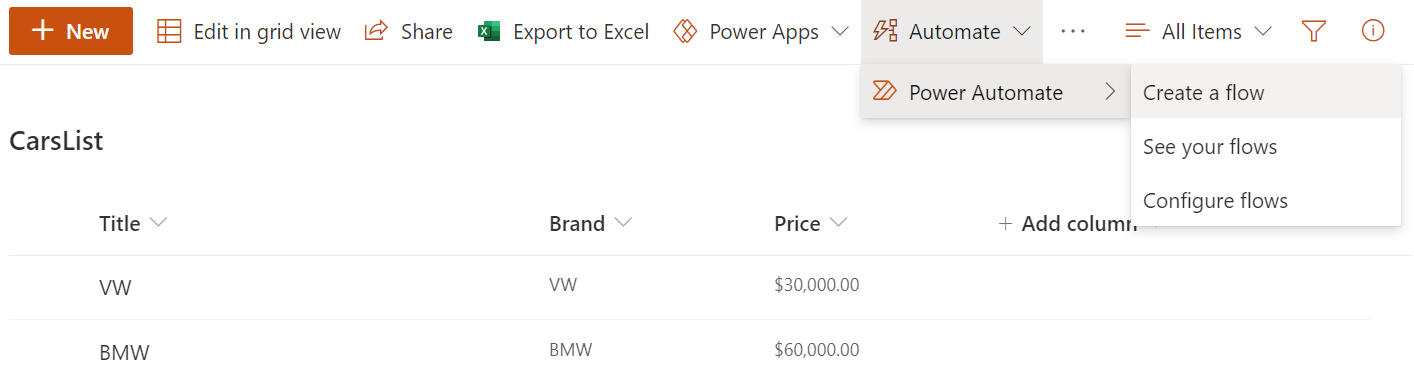 New Edit in grid view Share Export to Excel Power Apps Automate ... All Items
Power Automate Create a flow
See your flows
Configure flows
CarsList
Title Brand Price + Add column
VW VW $30,000.00
BMW BMW $60,000.00